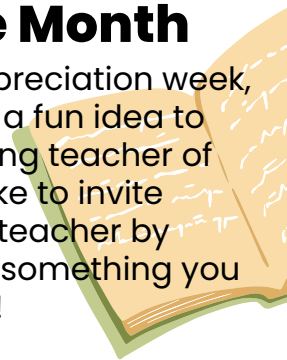 e Month
preciation week,
a fun idea to
ng teacher of
ke to invite
teacher by
something you
!